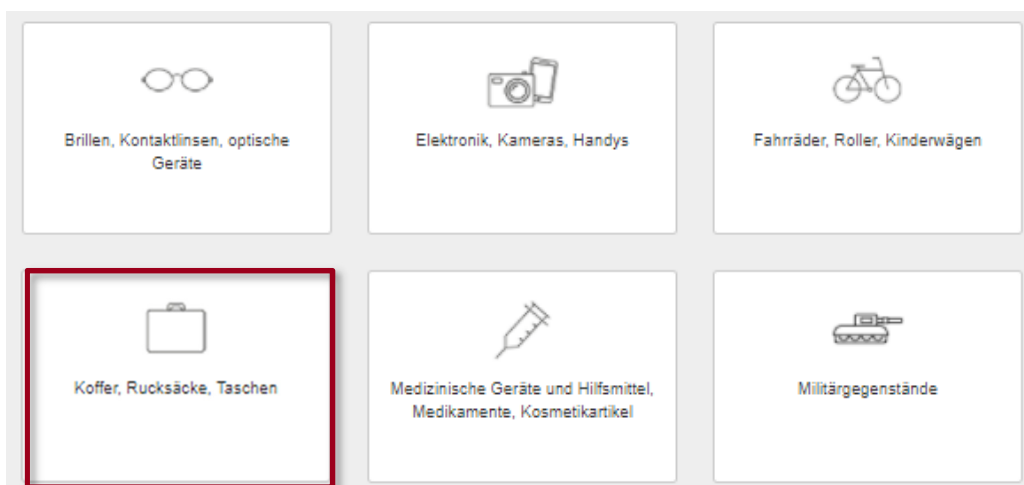 Brillen, Kontaktlinsen, optische
Geräte
Elektronik, Kameras, Handys
Fahrräder, Roller, Kinderwägen
Koffer, Rucksäcke, Taschen
Medizinische Geräte und Hilfsmittel,
Medikamente, Kosmetikartikel
Militärgegenstände